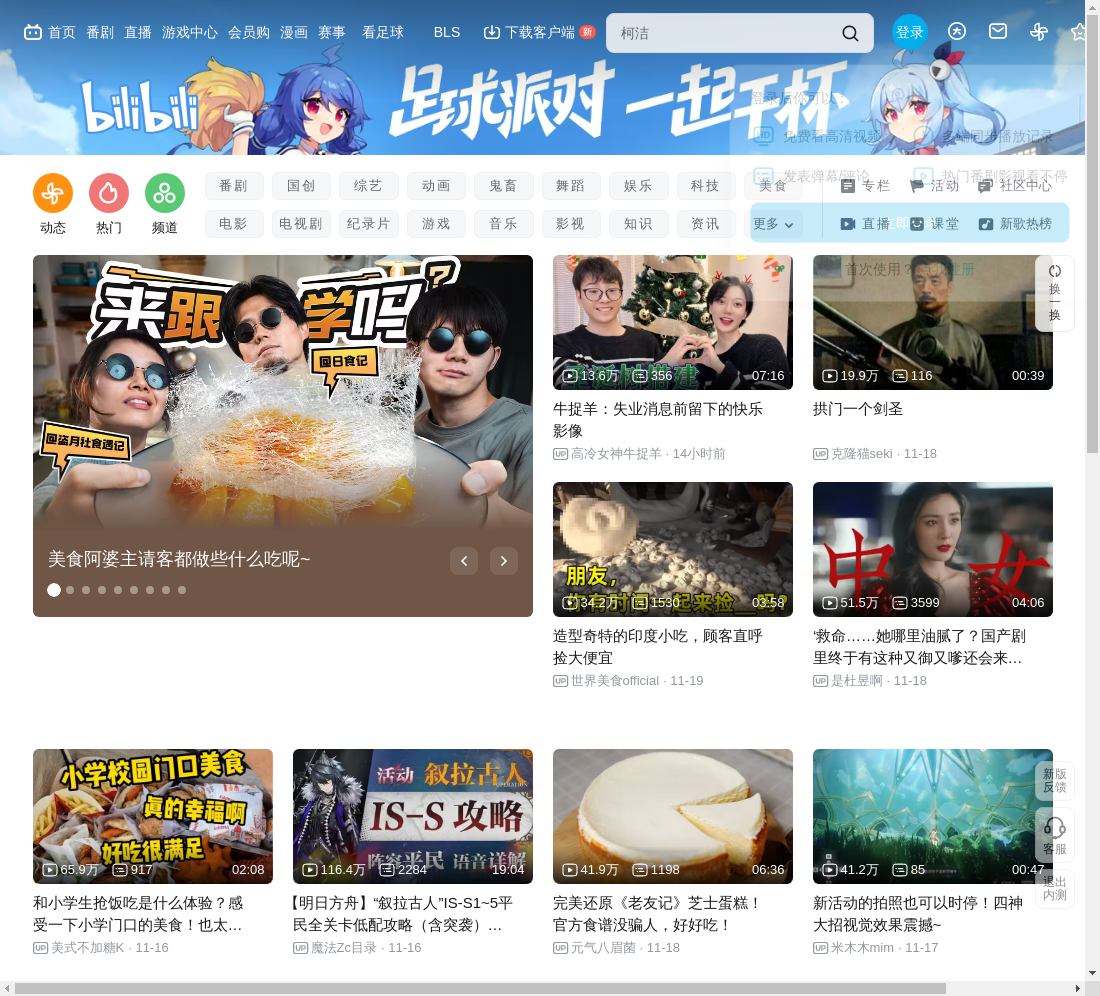 首页 番剧 直播 游戏中心 会员购 漫画 赛事 看足球 BLS 下载客户端 新 柯洁 登录
bilibili 足球派对 一起干杯
登录后你可以:
免费看高清视频 多端同步播放记录
发表弹幕/评论 热门番剧影视看不停
首次使用？
注册
动态 热门 频道
番剧 国创 综艺 动画 鬼畜 舞蹈 娱乐 科技 美食 专栏 活动 社区中心
电影 电视剧 纪录片 游戏 音乐 影视 知识 资讯 更多 直播 课堂 新歌热榜
来跟 学吗?
回日食记
回盗月社食遇记
美食阿婆主请客都做些什么吃呢~
13.6万 356 07:16
牛捉羊：失业消息前留下的快乐
影像
UP 高冷女神牛捉羊 · 14小时前
19.9万 116 00:39
拱门一个剑圣
UP 克隆猫seki · 11-18
换
一
换
朋友，
你有时间一起来捡__吗?
34.2万 1530 03:58
造型奇特的印度小吃，顾客直呼
捡大便宜
UP 世界美食official · 11-19
中 女
51.5万 3599 04:06
‘救命……她哪里油腻了？国产剧
里终于有这种又御又嗲还会来…
UP 是杜昱啊 · 11-18
小学校园门口美食
真的幸福啊
好吃很满足
65.9万 917 02:08
和小学生抢饭吃是什么体验？感
受一下小学门口的美食！也太…
UP 美式不加糖K · 11-16
活动 叙拉古人
IS-S 攻略
阵容平民 语音详解
116.4万 2284 19:04
【明日方舟】“叙拉古人”IS-S1~5平
民全关卡低配攻略（含突袭）…
UP 魔法Zc目录 · 11-16
41.9万 1198 06:36
完美还原《老友记》芝士蛋糕！
官方食谱没骗人，好好吃！
UP 元气八眉菌 · 11-18
41.2万 85 00:47
新活动的拍照也可以时停！四神
大招视觉效果震撼~
UP 米木木mim · 11-17
新版
反馈
客服
退出
内测